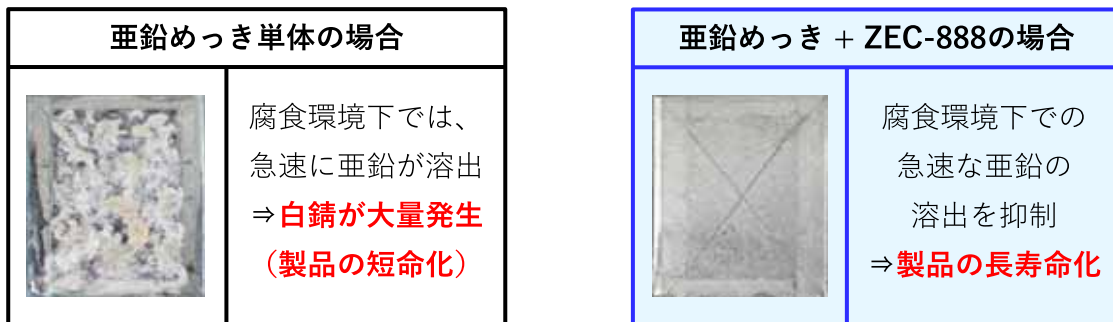 亜鉛めっき単体の場合
腐食環境下では、
急速に亜鉛が溶出
⇒白錆が大量発生
（製品の短命化）
亜鉛めっき + ZEC-888の場合
腐食環境下での
急速な亜鉛の
溶出を抑制
⇒製品の長寿命化